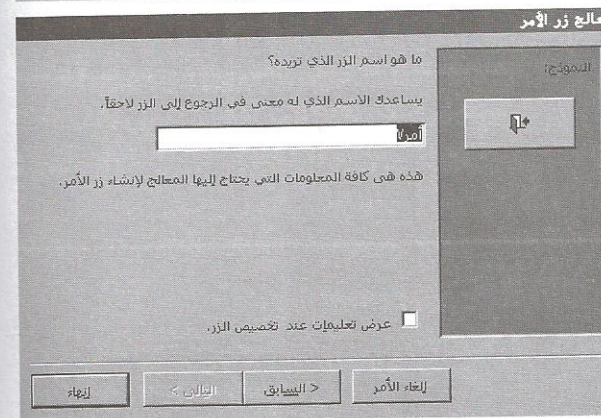 معالج زر الأمر
النموذج:
ما هو اسم الزر الذي تريده؟
يساعدك الاسم الذي له معنى في الرجوع إلى الزر لاحقاً.
أمر٧
هذه هي كافة المعلومات التي يحتاج إليها المعالج لإنشاء زر الأمر.
عرض تعليمات عند تخصيص الزر.
إلغاء الأمر
< السابق
التالي >
إنهاء